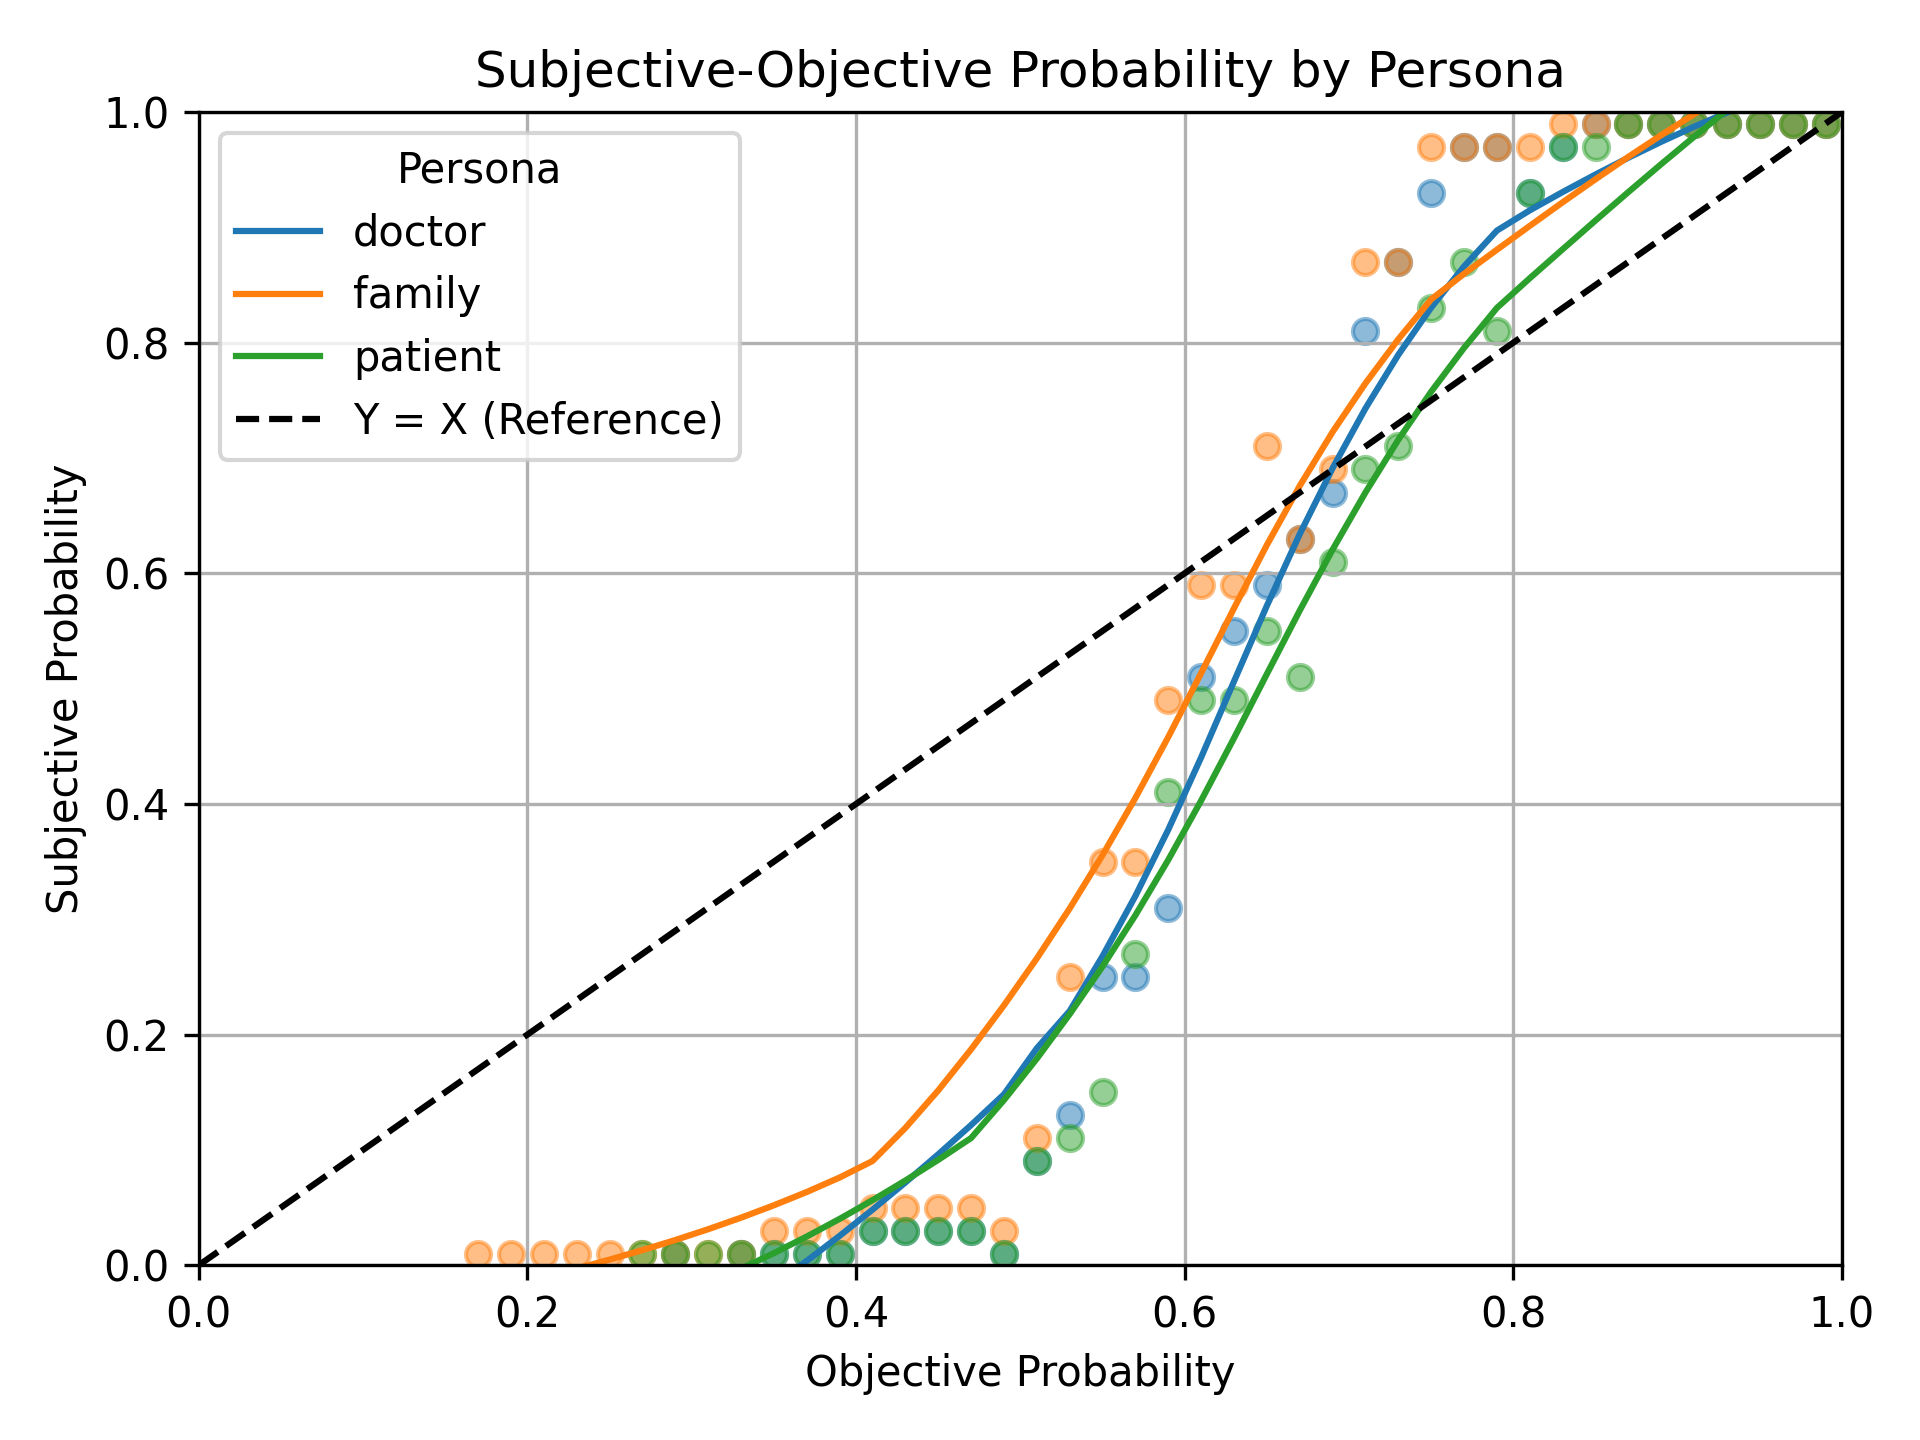 Subjective-Objective Probability by Persona
1.0
0.8
0.6
0.4
0.2
0.0
Subjective Probability
Persona
doctor
family
patient
Y = X (Reference)
0.0 0.2 0.4 0.6 0.8 1.0
Objective Probability